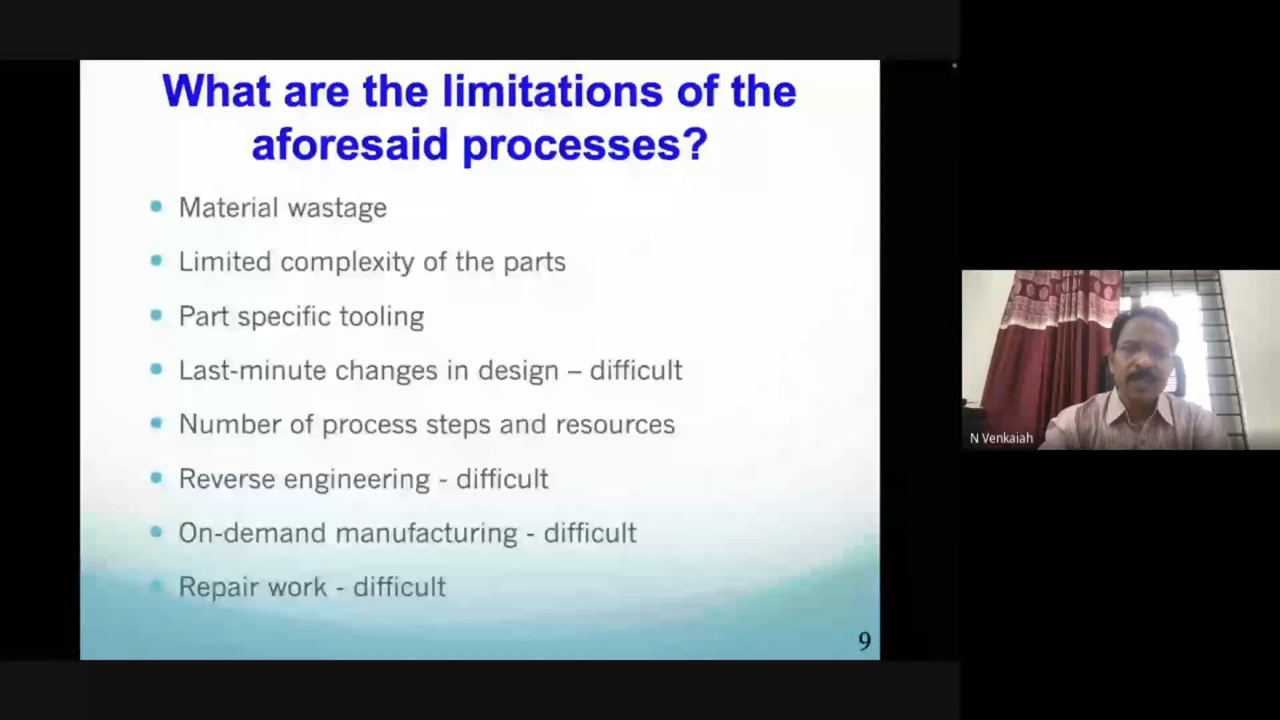 What are the limitations of the
aforesaid processes?
• Material wastage
• Limited complexity of the parts
• Part specific tooling
• Last-minute changes in design – difficult
• Number of process steps and resources
• Reverse engineering - difficult
• On-demand manufacturing - difficult
• Repair work - difficult
9
N Venkaiah